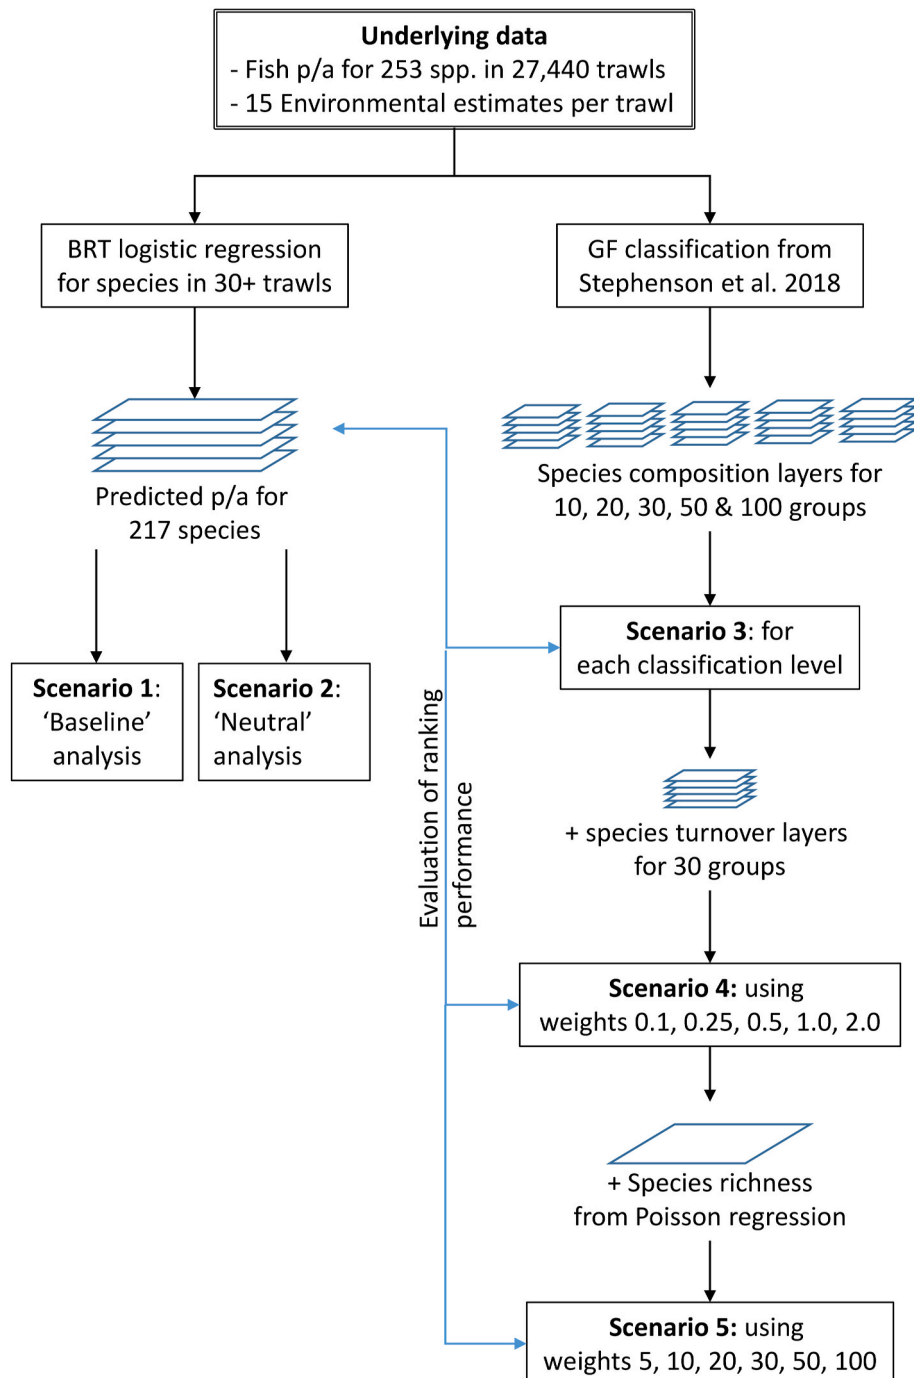 Underlying data
- Fish p/a for 253 spp. in 27,440 trawls
- 15 Environmental estimates per trawl
BRT logistic regression
for species in 30+ trawls
GF classification from
Stephenson et al. 2018
Predicted p/a for
217 species
Species composition layers for
10, 20, 30, 50 & 100 groups
Scenario 1:
‘Baseline’
analysis
Scenario 2:
‘Neutral’
analysis
Scenario 3: for
each classification level
Evaluation of ranking
performance
+ species turnover layers
for 30 groups
Scenario 4: using
weights 0.1, 0.25, 0.5, 1.0, 2.0
+ Species richness
from Poisson regression
Scenario 5: using
weights 5, 10, 20, 30, 50, 100